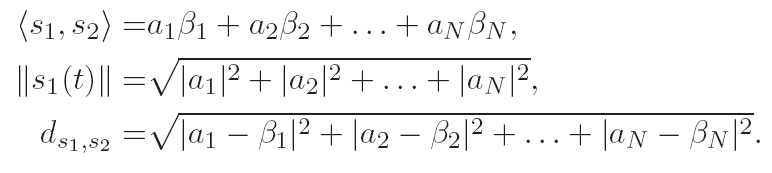 ⟨s₁, s₂⟩ = a₁β₁ + a₂β₂ + … + a_Nβ_N,
‖s₁(t)‖ = √(|a₁|² + |a₂|² + … + |a_N|²),
d_{s₁,s₂} = √(|a₁ − β₁|² + |a₂ − β₂|² + … + |a_N − β_N|²).